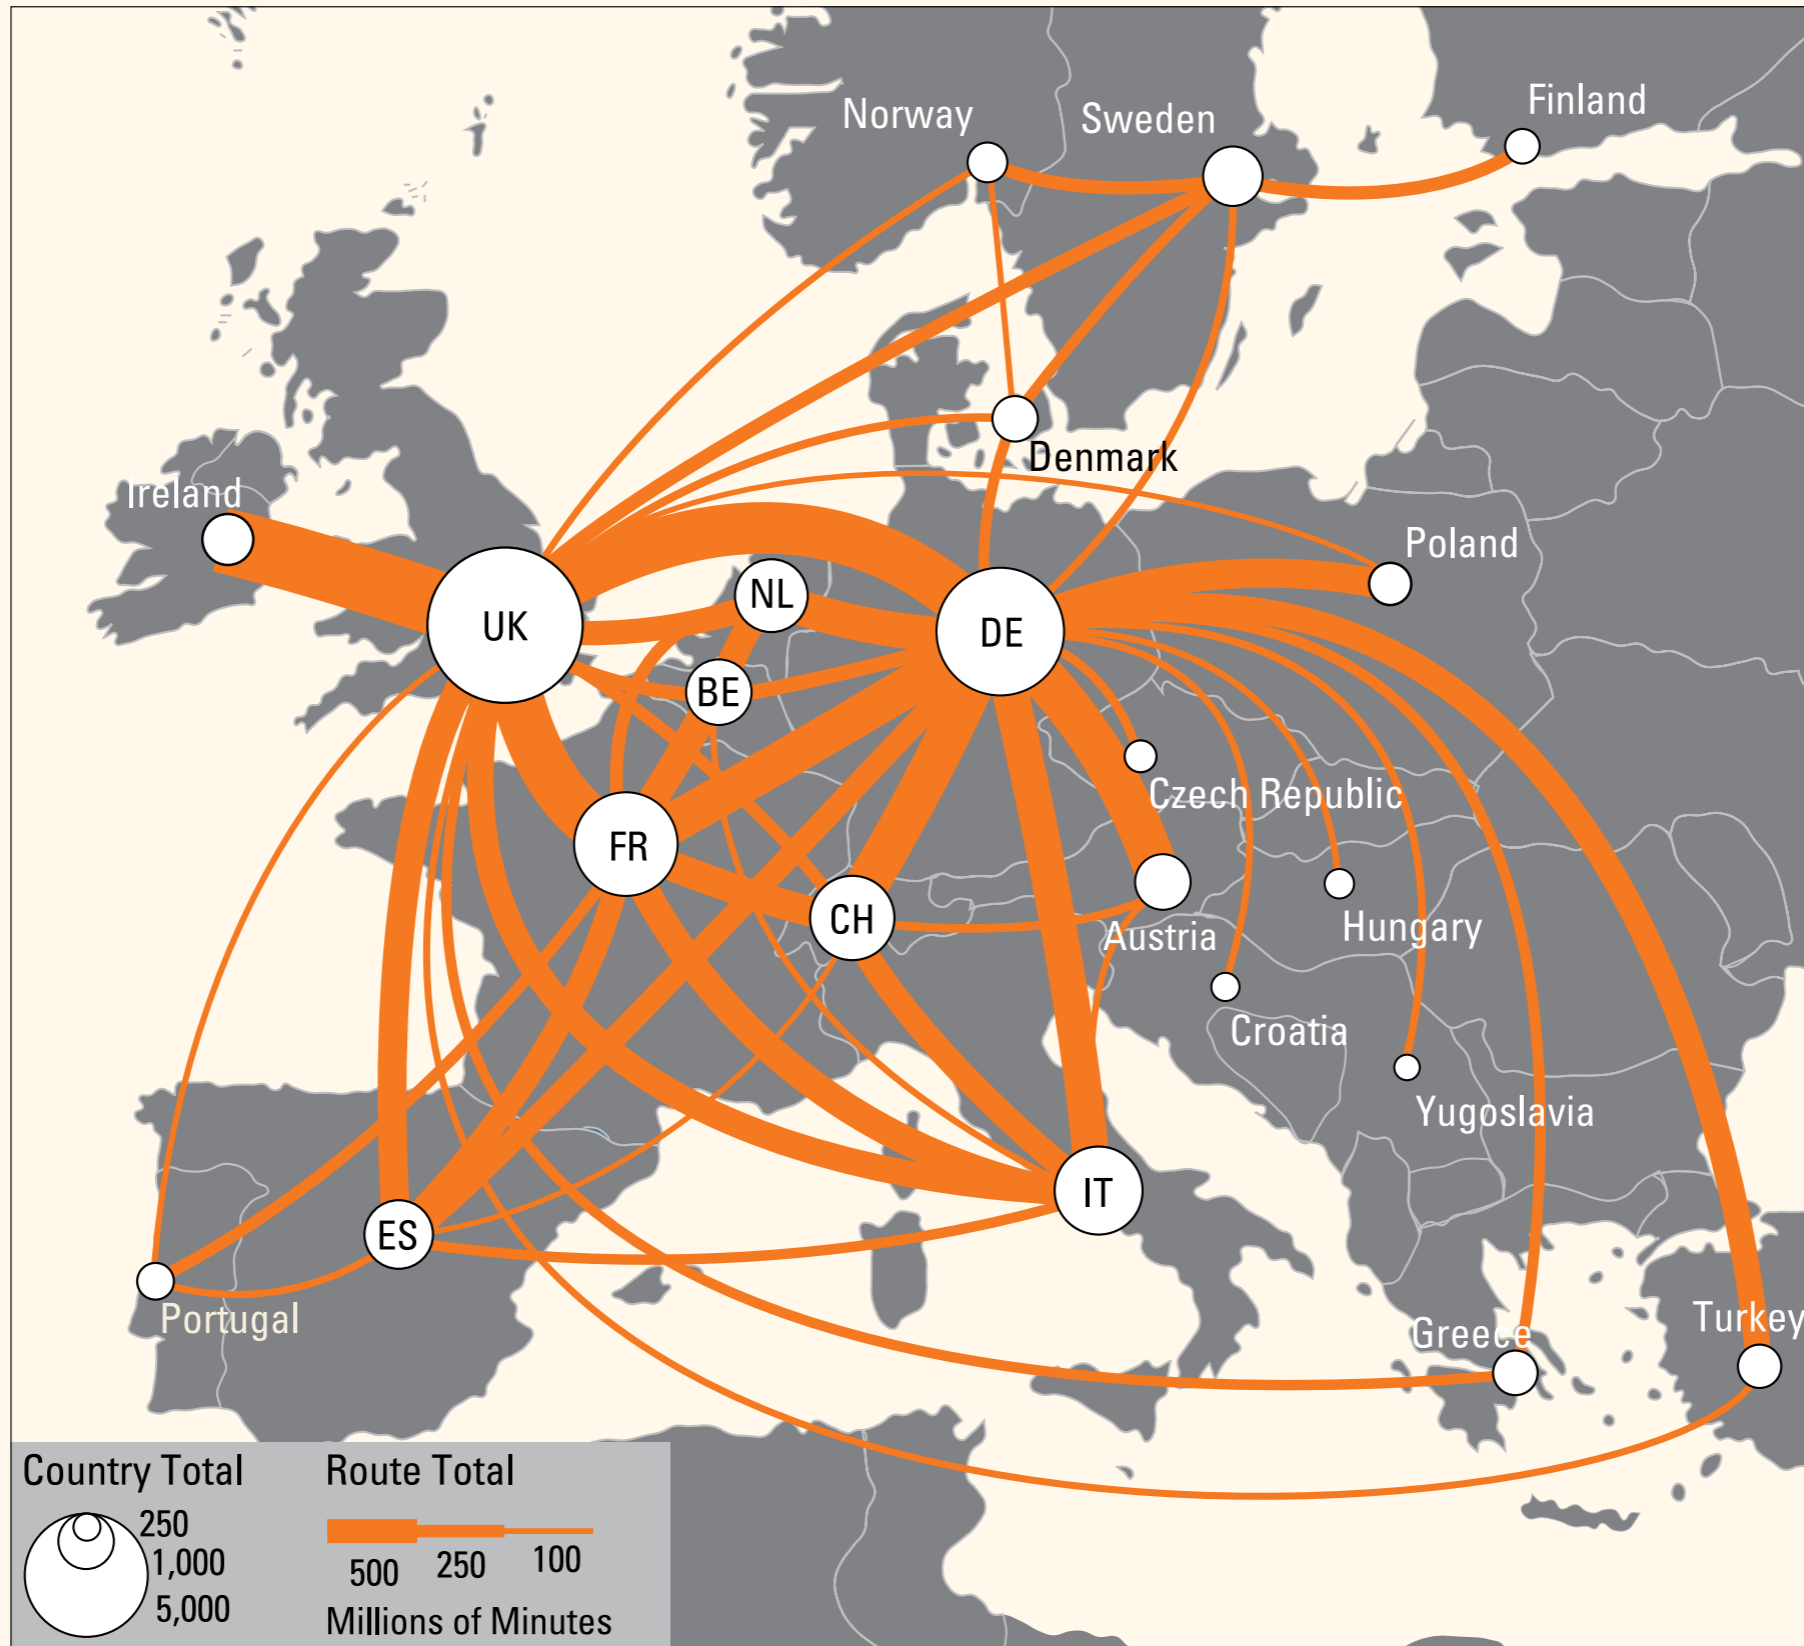 Norway
Sweden
Finland
Ireland
Denmark
Poland
UK
NL
DE
BE
Czech Republic
FR
CH
Austria
Hungary
Croatia
Yugoslavia
IT
ES
Portugal
Greece
Turkey
Country Total
250
1,000
5,000
Route Total
500 250 100
Millions of Minutes